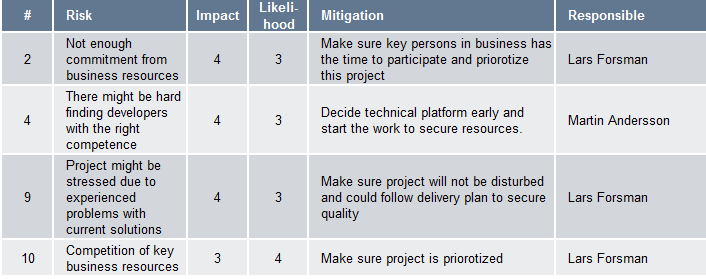 # Risk Impact Likeli-hood Mitigation Responsible
2
Not enough
commitment from
business resources
4
3
Make sure key persons in business has
the time to participate and priorotize
this project
Lars Forsman
4
There might be hard
finding developers
with the right
competence
4
3
Decide technical platform early and
start the work to secure resources.
Martin Andersson
9
Project might be
stressed due to
experienced
problems with
current solutions
4
3
Make sure project will not be disturbed
and could follow delivery plan to secure
quality
Lars Forsman
10
Competition of key
business resources
3
4
Make sure project is priorotized
Lars Forsman